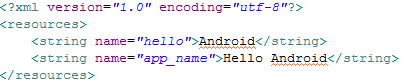 <?xml version="1.0" encoding="utf-8"?>
<resources>
    <string name="hello">Android</string>
    <string name="app_name">Hello Android</string>
</resources>